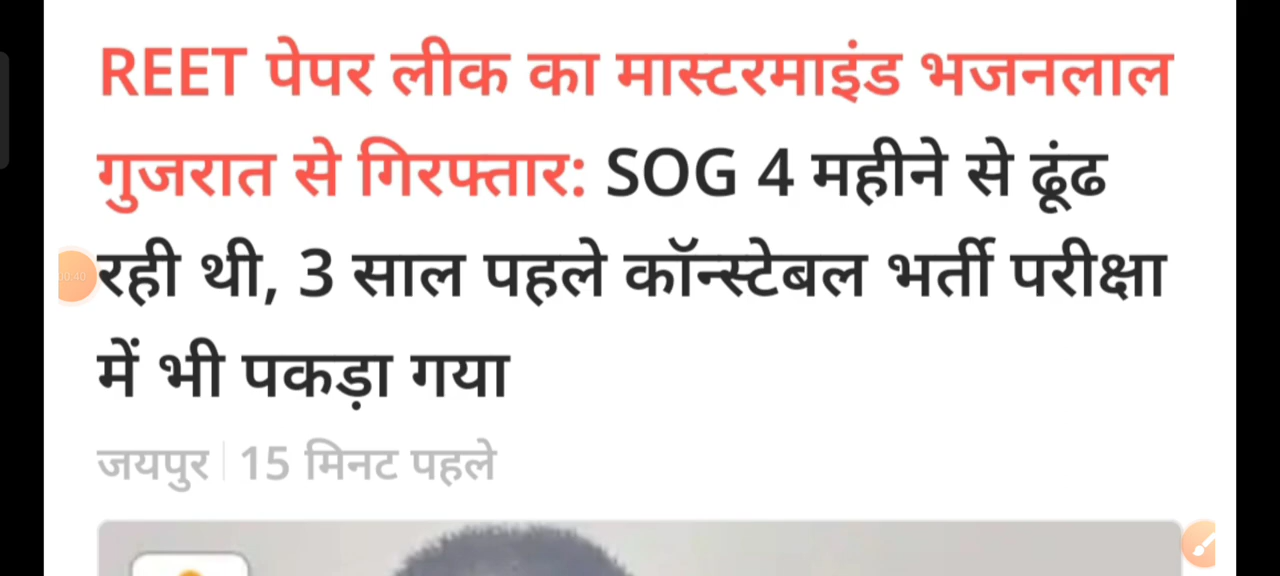 REET पेपर लीक का मास्टरमाइंड भजनलाल
गुजरात से गिरफ्तार: SOG 4 महीने से ढूंढ
रही थी, 3 साल पहले कॉन्स्टेबल भर्ती परीक्षा
में भी पकड़ा गया
जयपुर | 15 मिनट पहले